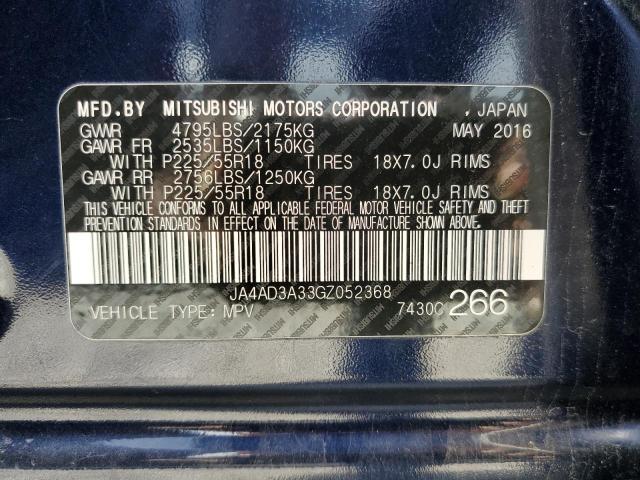 MFD.BY MITSUBISHI MOTORS CORPORATION , JAPAN
GVWR 4795LBS/2175KG MAY 2016
GAWR FR 2535LBS/1150KG
WITH P225/55R18 TIRES 18X7.0J RIMS
GAWR RR 2756LBS/1250KG
WITH P225/55R18 TIRES 18X7.0J RIMS
THIS VEHICLE CONFORMS TO ALL APPLICABLE FEDERAL MOTOR VEHICLE SAFETY AND THEFT
PREVENTION STANDARDS IN EFFECT ON THE DATE OF MANUFACTURE SHOWN ABOVE.
JA4AD3A33GZ052368
VEHICLE TYPE: MPV 7430C 266